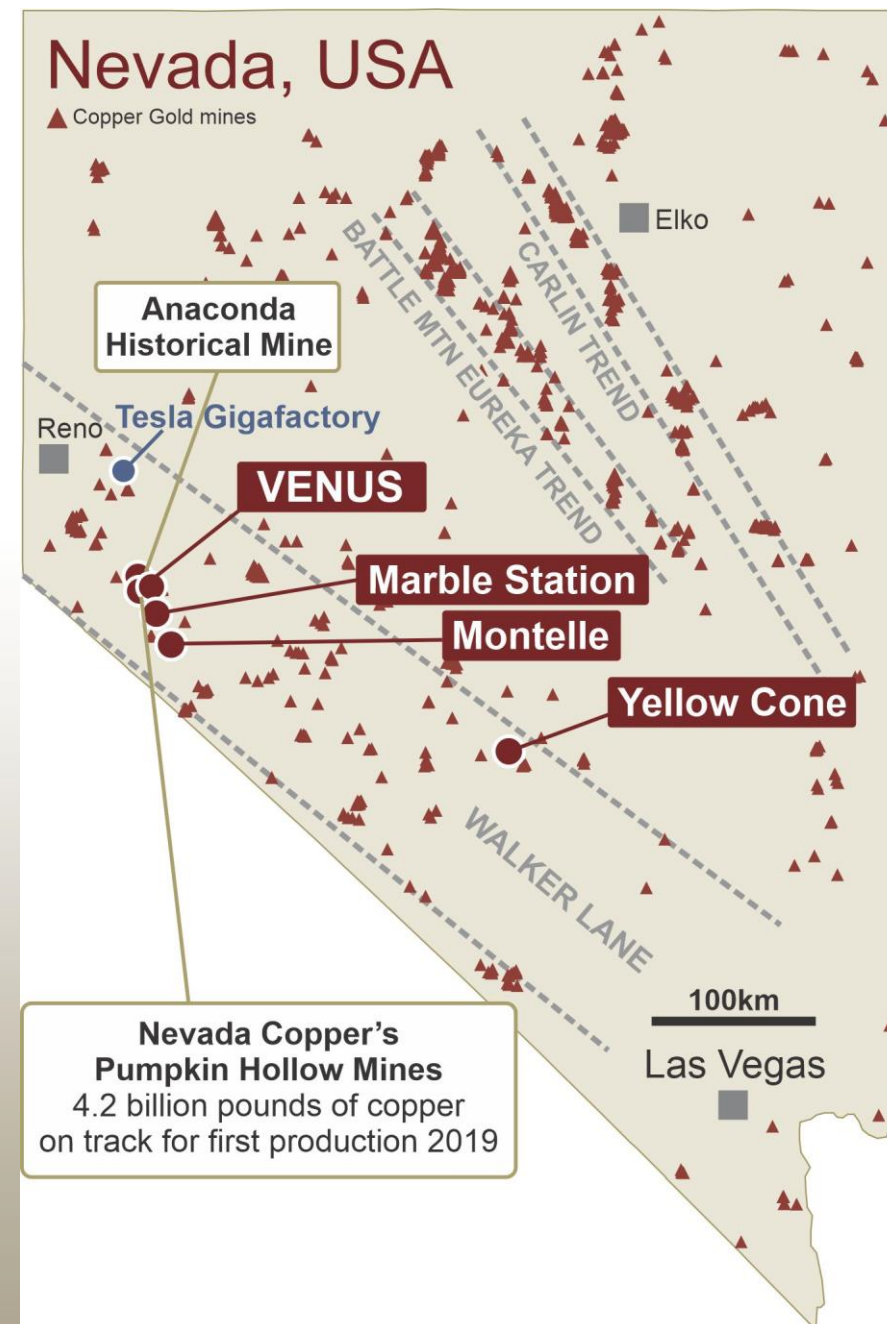 Nevada, USA
Copper Gold mines
Elko
CARLIN TREND
BATTLE MTN EUREKA TREND
Anaconda
Historical Mine
Tesla Gigafactory
Reno
VENUS
Marble Station
Montelle
Yellow Cone
WALKER LANE
100km
Las Vegas
Nevada Copper’s
Pumpkin Hollow Mines
4.2 billion pounds of copper
on track for first production 2019